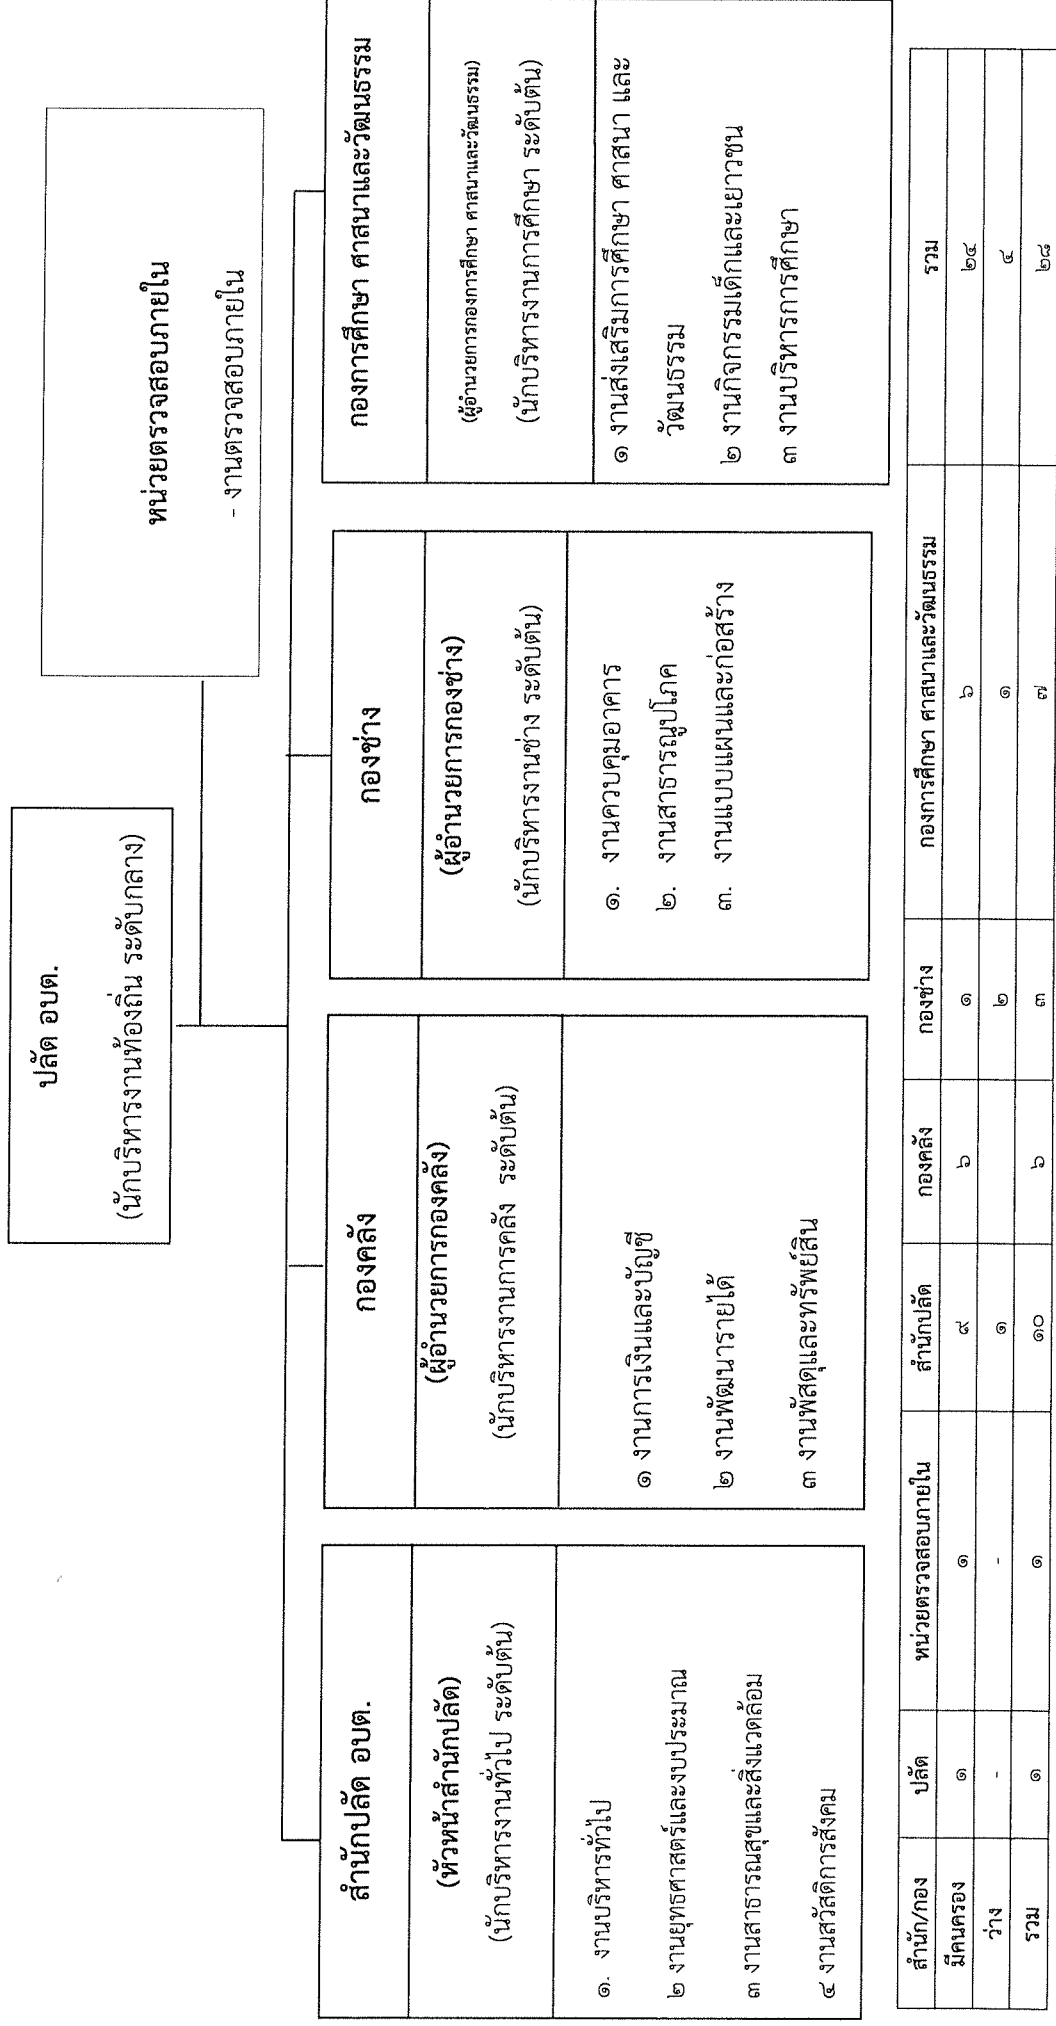 ปลัด อบต.
(นักบริหารงานท้องถิ่น ระดับกลาง)
หน่วยตรวจสอบภายใน
- งานตรวจสอบภายใน
สำนักปลัด อบต.
(หัวหน้าสำนักปลัด)
(นักบริหารงานทั่วไป ระดับต้น)
๑. งานบริหารทั่วไป
๒ งานยุทธศาสตร์และงบประมาณ
๓ งานสาธารณสุขและสิ่งแวดล้อม
๔ งานสวัสดิการสังคม
กองคลัง
(ผู้อำนวยการกองคลัง)
(นักบริหารงานการคลัง ระดับต้น)
๑ งานการเงินและบัญชี
๒ งานพัฒนารายได้
๓ งานพัสดุและทรัพย์สิน
กองช่าง
(ผู้อำนวยการกองช่าง)
(นักบริหารงานช่าง ระดับต้น)
๑. งานควบคุมอาคาร
๒. งานสาธารณูปโภค
๓. งานแบบแผนและก่อสร้าง
กองการศึกษา ศาสนาและวัฒนธรรม
(ผู้อำนวยการกองการศึกษา ศาสนาและวัฒนธรรม)
(นักบริหารงานการศึกษา ระดับต้น)
๑ งานส่งเสริมการศึกษา ศาสนา และ
วัฒนธรรม
๒ งานกิจกรรมเด็กและเยาวชน
๓ งานบริหารการศึกษา
สำนัก/กอง ปลัด หน่วยตรวจสอบภายใน สำนักปลัด กองคลัง กองช่าง กองการศึกษา ศาสนาและวัฒนธรรม รวม
มีคนครอง ๑ ๑ ๙ ๖ ๑ ๖ ๒๔
ว่าง - - ๑ ๒ ๑ ๔
รวม ๑ ๑ ๑๐ ๖ ๓ ๗ ๒๘